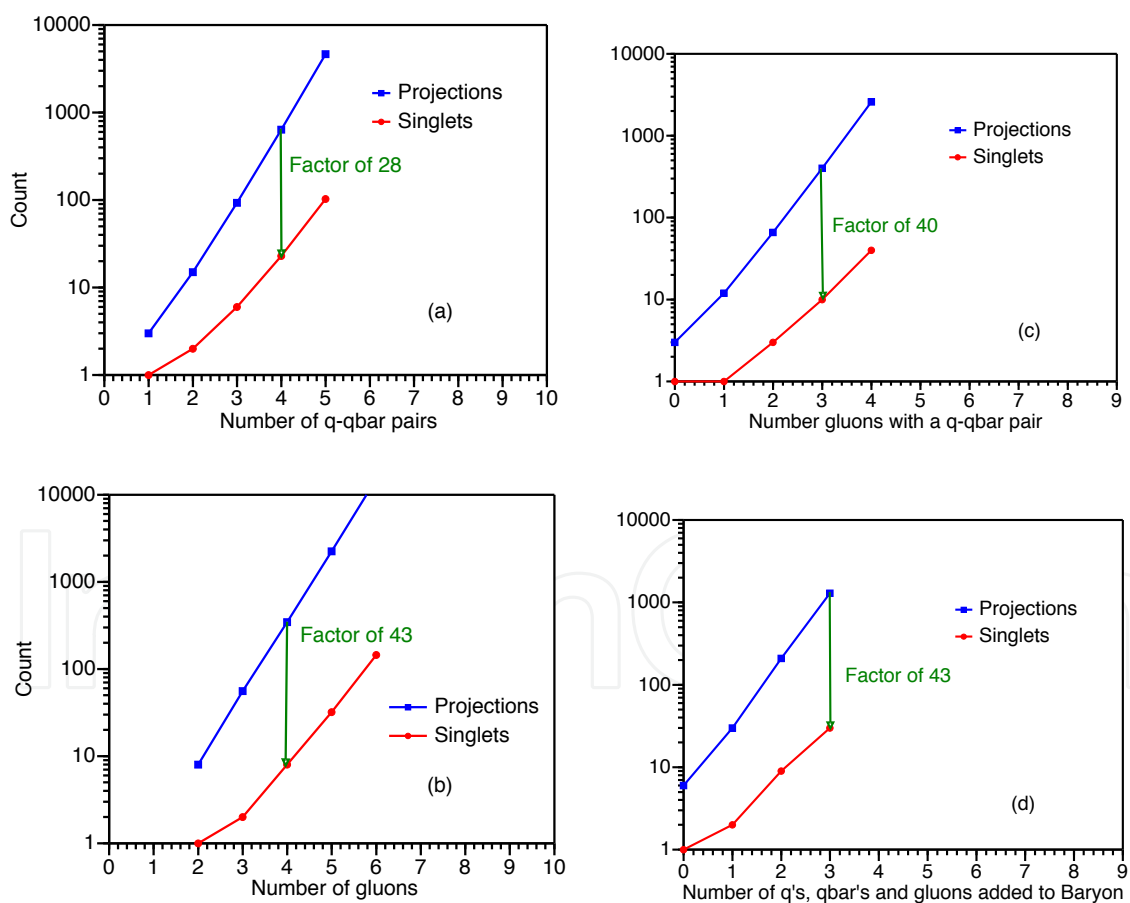 10000
1000
100
10
1
Count
Projections
Singlets
Factor of 28
(a)
0 1 2 3 4 5 6 7 8 9 10
Number of q-qbar pairs
10000
1000
100
10
1
Projections
Singlets
Factor of 40
(c)
0 1 2 3 4 5 6 7 8 9
Number gluons with a q-qbar pair
10000
1000
100
10
1
Count
Factor of 43
Projections
Singlets
(b)
0 1 2 3 4 5 6 7 8 9 10
Number of gluons
10000
1000
100
10
1
Projections
Singlets
Factor of 43
(d)
0 1 2 3 4 5 6 7 8 9
Number of q's, qbar's and gluons added to Baryon